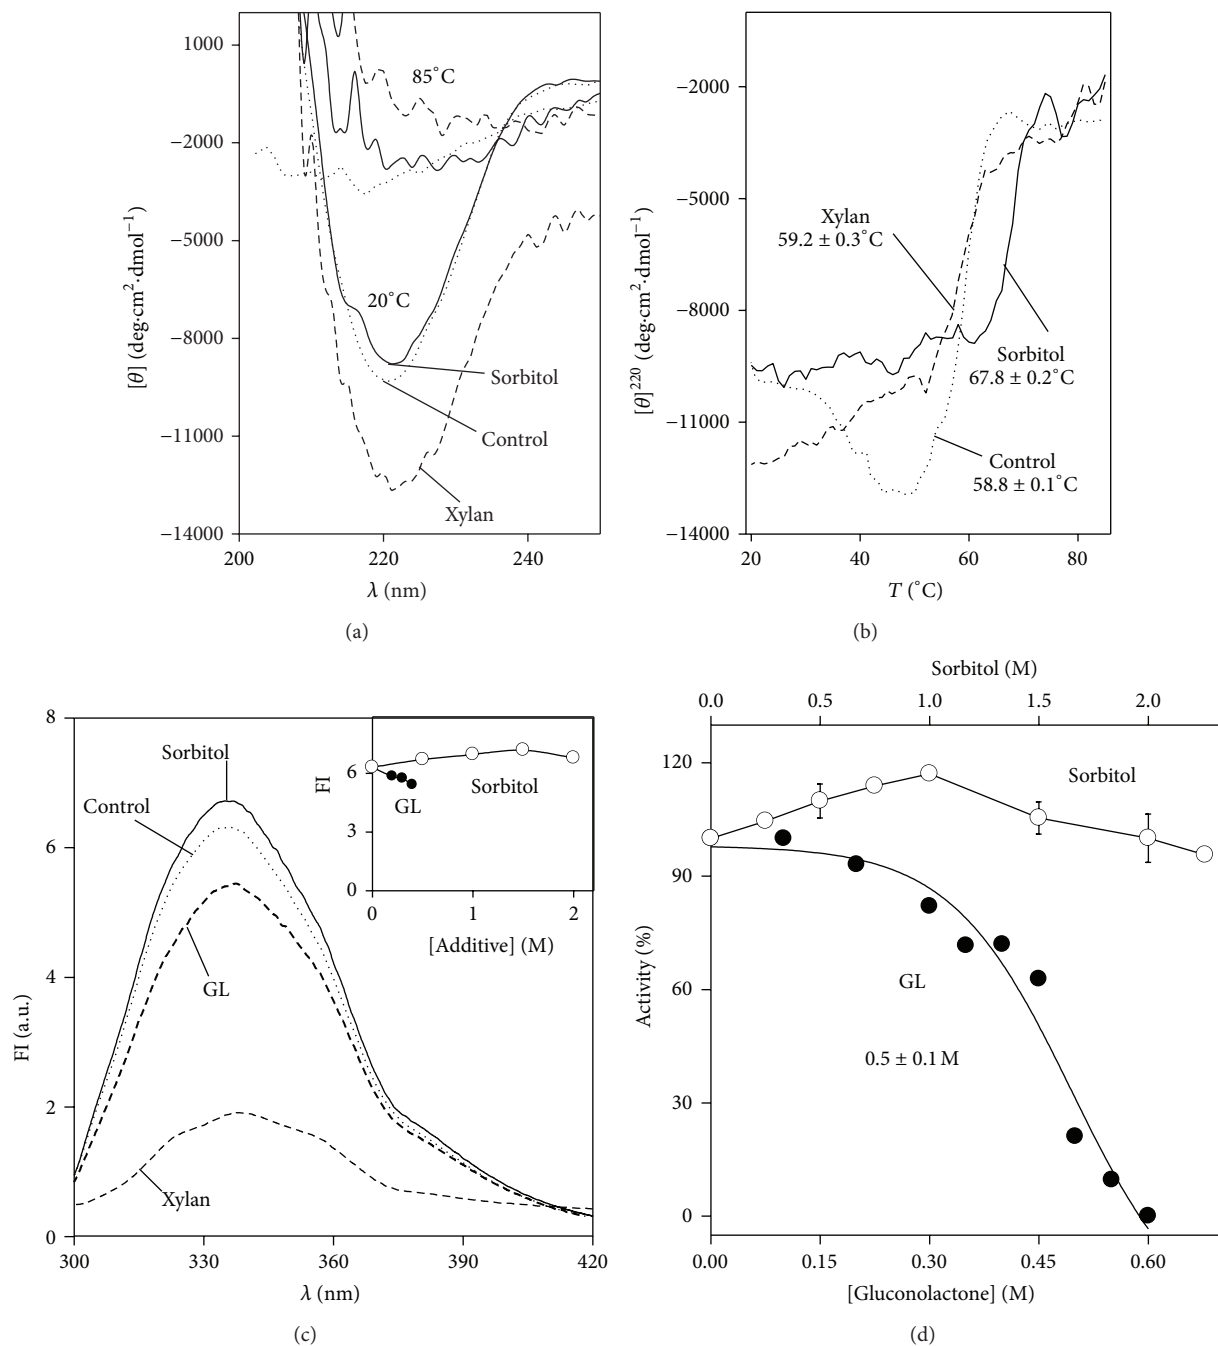 1000
−2000
−5000
−8000
−11000
−14000
200
220
240
[θ] (deg·cm²·dmol⁻¹)
λ (nm)
85°C
20°C
Sorbitol
Control
Xylan
(a)
−2000
−5000
−8000
−11000
−14000
20
40
60
80
[θ]²²⁰ (deg·cm²·dmol⁻¹)
T (°C)
Xylan
59.2 ± 0.3°C
Sorbitol
67.8 ± 0.2°C
Control
58.8 ± 0.1°C
(b)
8
6
4
2
0
300
330
360
390
420
FI (a.u.)
λ (nm)
Sorbitol
Control
GL
Xylan
FI
6
3
0
0
1
2
GL
Sorbitol
[Additive] (M)
(c)
Sorbitol (M)
0.0
0.5
1.0
1.5
2.0
120
90
60
30
0
Activity (%)
Sorbitol
GL
0.5 ± 0.1 M
0.00
0.15
0.30
0.45
0.60
[Gluconolactone] (M)
(d)